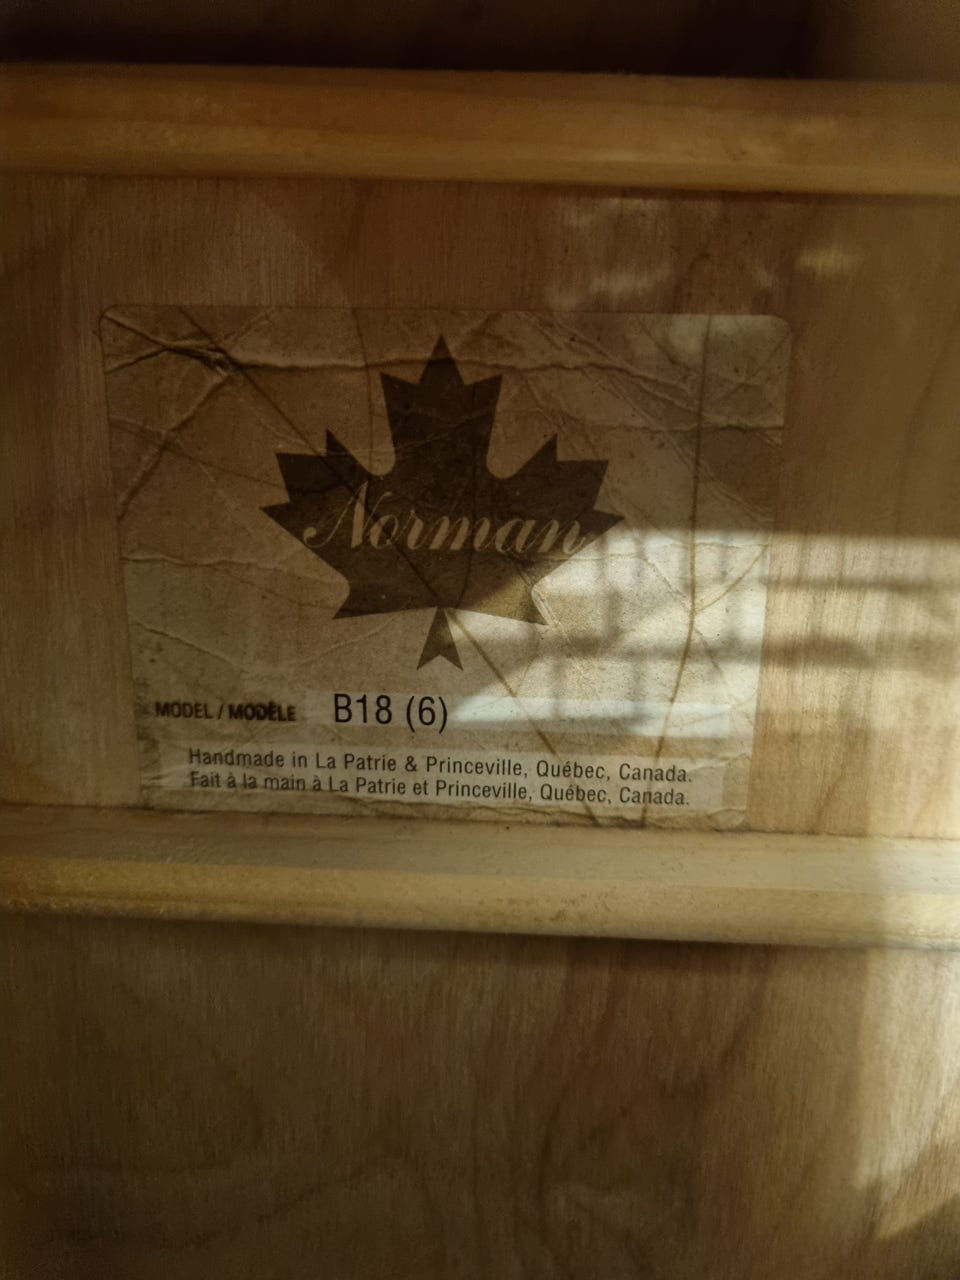 Norman
MODEL / MODÈLE B18 (6)
Handmade in La Patrie & Princeville, Québec, Canada.
Fait à la main à La Patrie et Princeville, Québec, Canada.